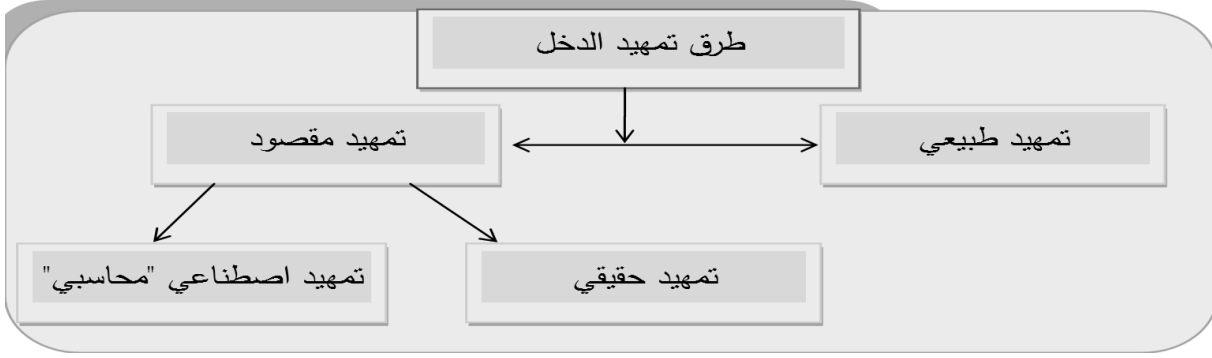 طرق تمهيد الدخل
تمهيد طبيعي
تمهيد مقصود
تمهيد حقيقي
تمهيد اصطناعي "محاسبي"